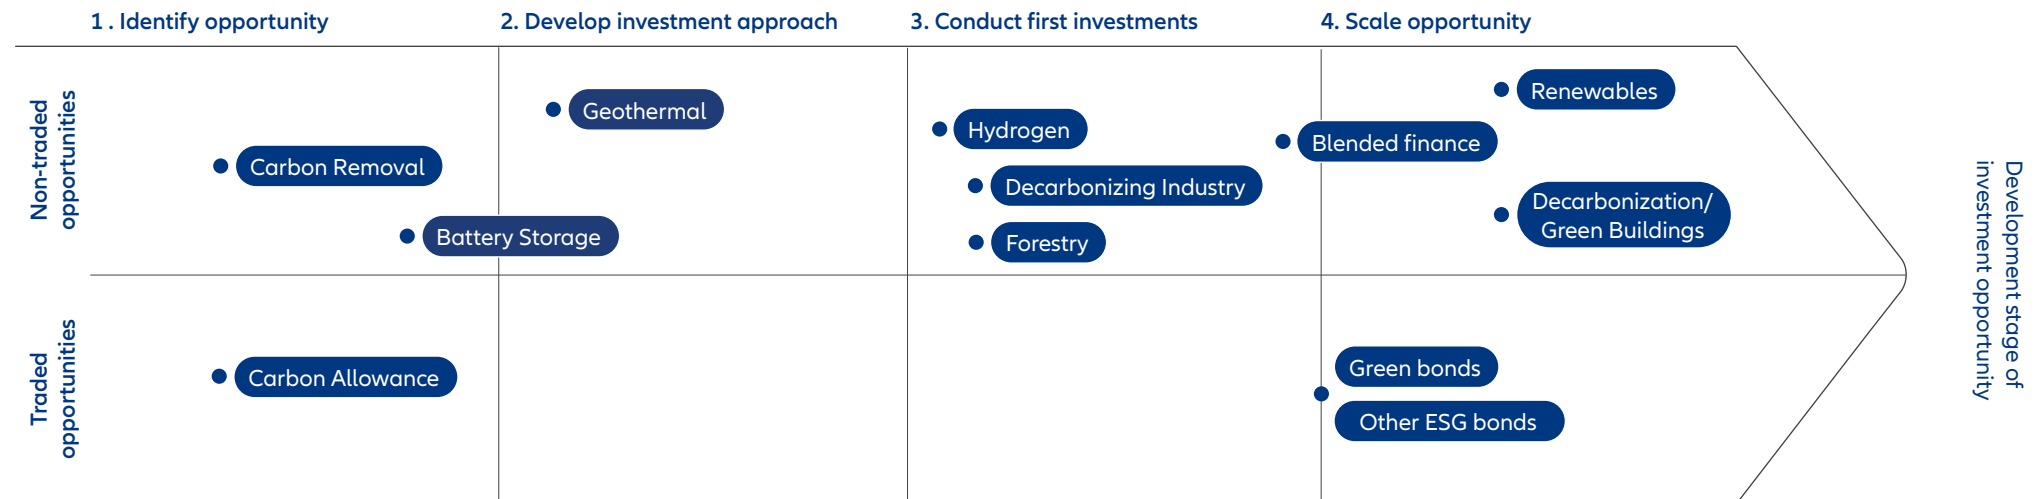 1 . Identify opportunity
2. Develop investment approach
3. Conduct first investments
4. Scale opportunity
Non-traded
opportunities
Carbon Removal
Battery Storage
Geothermal
Hydrogen
Decarbonizing Industry
Forestry
Blended finance
Renewables
Decarbonization/
Green Buildings
Traded
opportunities
Carbon Allowance
Green bonds
Other ESG bonds
Development stage of
investment opportunity